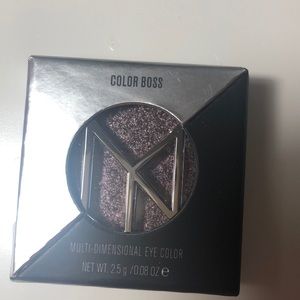 COLOR BOSS
MULTI-DIMENSIONAL EYE COLOR
NET WT. 2.5 g / 0.08 OZ ℮